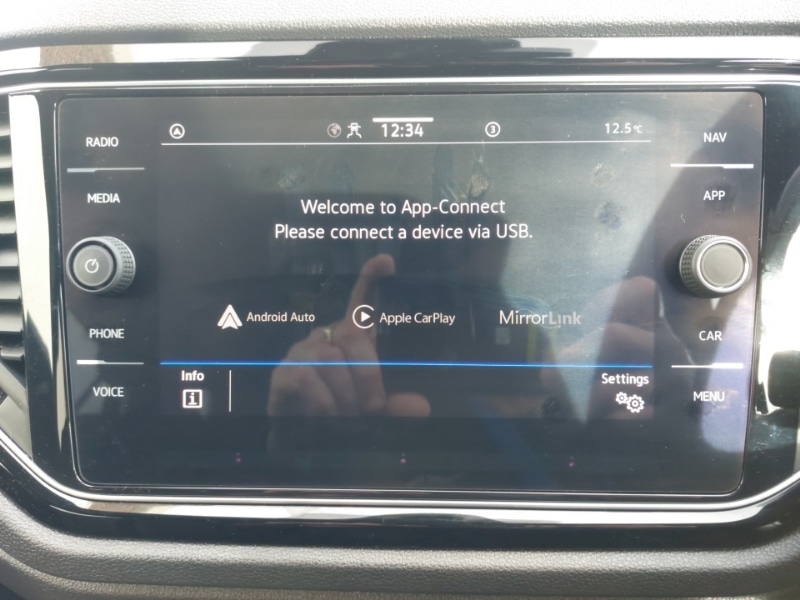 RADIO
MEDIA
PHONE
VOICE
12:34
3
12.5°C
Welcome to App-Connect
Please connect a device via USB.
Android Auto
Apple CarPlay
MirrorLink
Info
i
Settings
NAV
APP
CAR
MENU